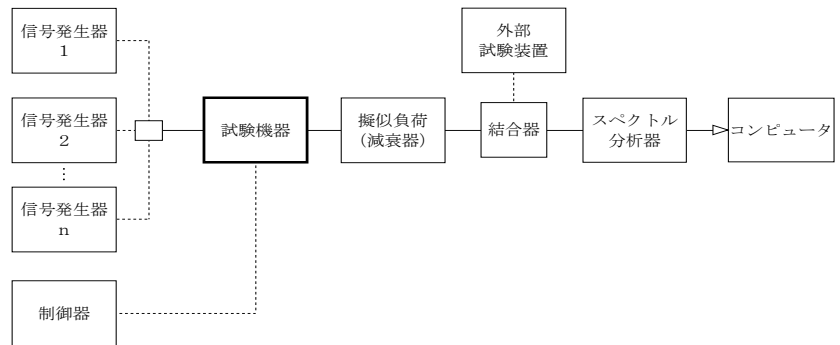 信号発生器
1
外部
試験装置
信号発生器
2
試験機器
擬似負荷
(減衰器)
結合器
スペクトル
分析器
コンピュータ
⋮
信号発生器
n
制御器